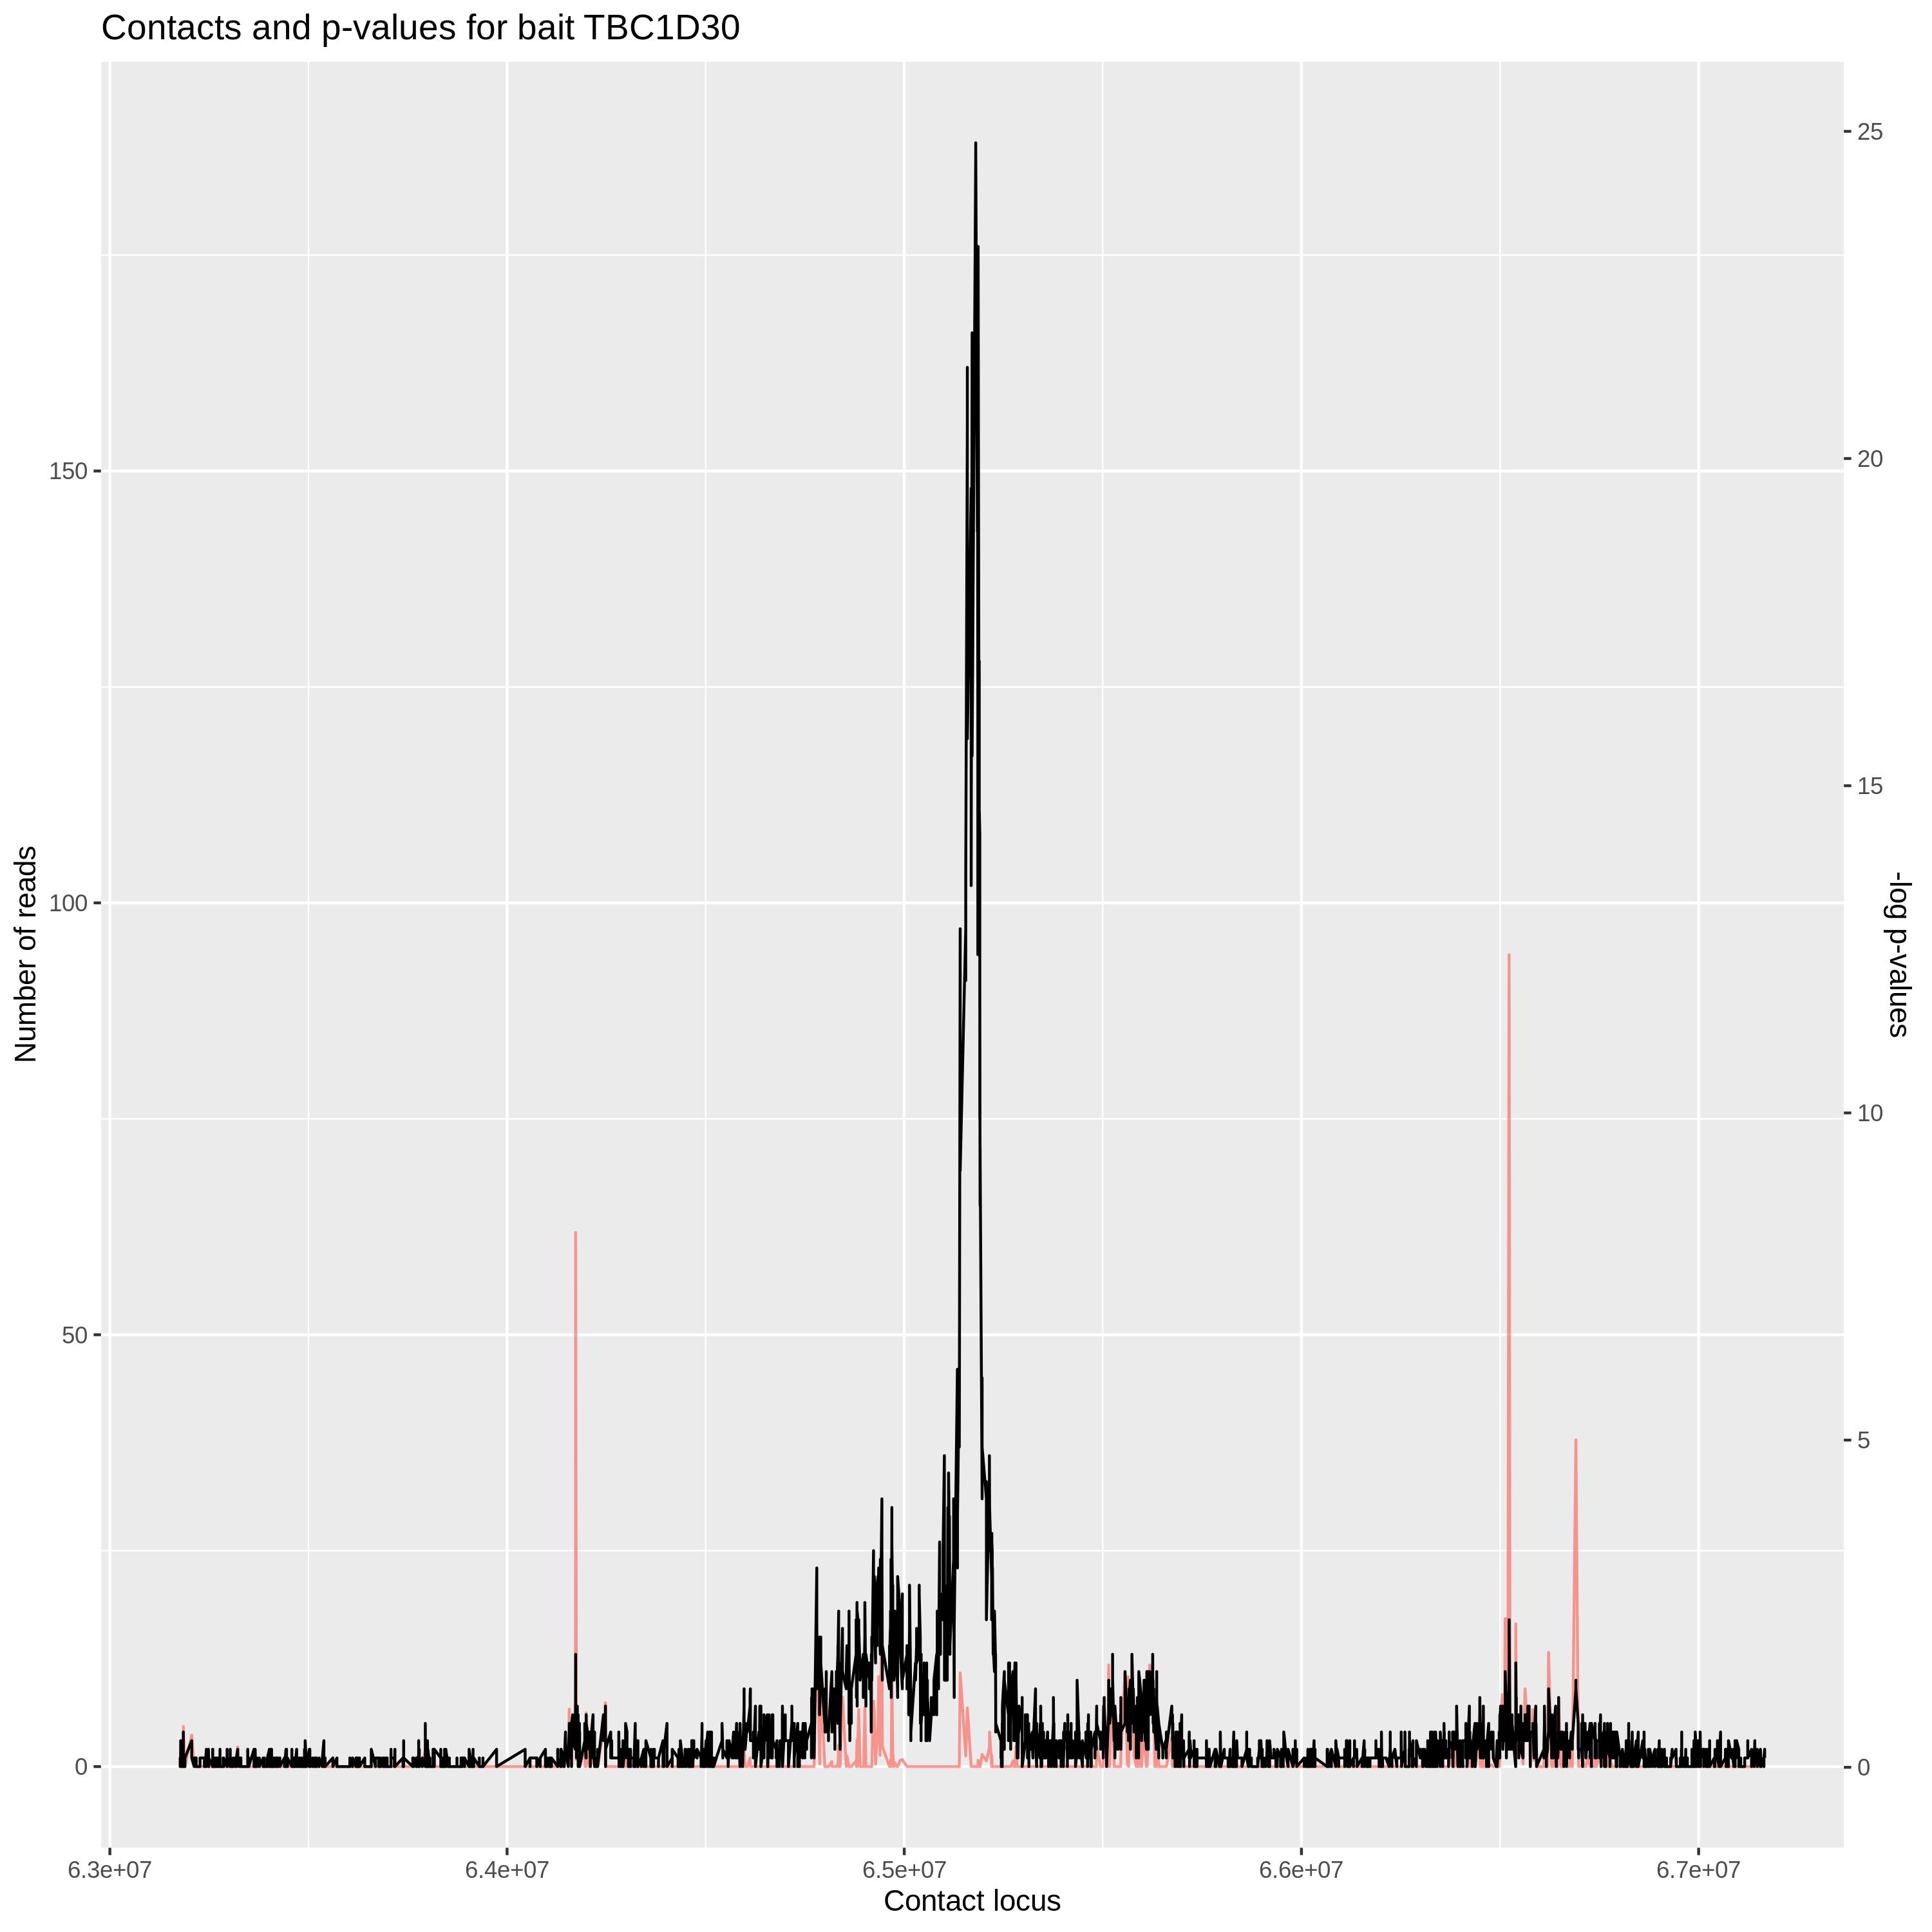 Contacts and p-values for bait TBC1D30
25
20
15
10
5
0
150
100
50
0
Number of reads
-log p-values
6.3e+07
6.4e+07
6.5e+07
6.6e+07
6.7e+07
Contact locus